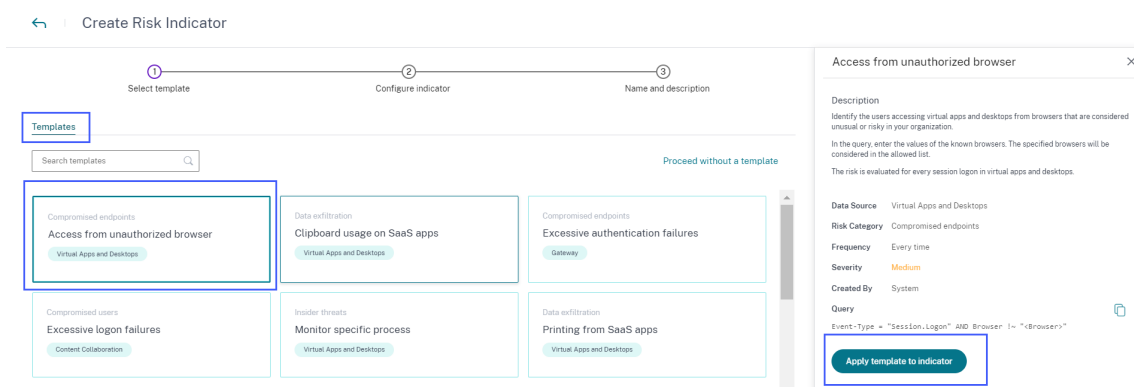 Create Risk Indicator
1
2
3
Select template
Configure indicator
Name and description
Templates
Search templates
Proceed without a template
Compromised endpoints
Access from unauthorized browser
Virtual Apps and Desktops
Data exfiltration
Clipboard usage on SaaS apps
Virtual Apps and Desktops
Compromised endpoints
Excessive authentication failures
Gateway
Compromised users
Excessive logon failures
Content Collaboration
Insider threats
Monitor specific process
Virtual Apps and Desktops
Data exfiltration
Printing from SaaS apps
Virtual Apps and Desktops
Access from unauthorized browser
Description
Identify the users accessing virtual apps and desktops from browsers that are considered
unusual or risky in your organization.
In the query, enter the values of the known browsers. The specified browsers will be
considered in the allowed list.
The risk is evaluated for every session logon in virtual apps and desktops.
Data Source Virtual Apps and Desktops
Risk Category Compromised endpoints
Frequency Every time
Severity Medium
Created By System
Query
Event-Type = "Session.Logon" AND Browser !~ "<Browser>"
Apply template to indicator